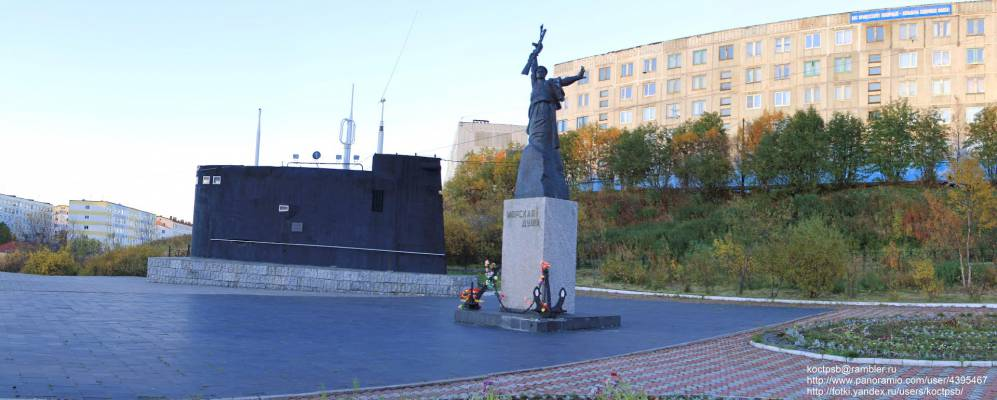 МОРСКАЯ
ДУША
koctpsb@rambler.ru
http://www.panoramio.com/user/4395467
http://fotki.yandex.ru/users/koctpsb/